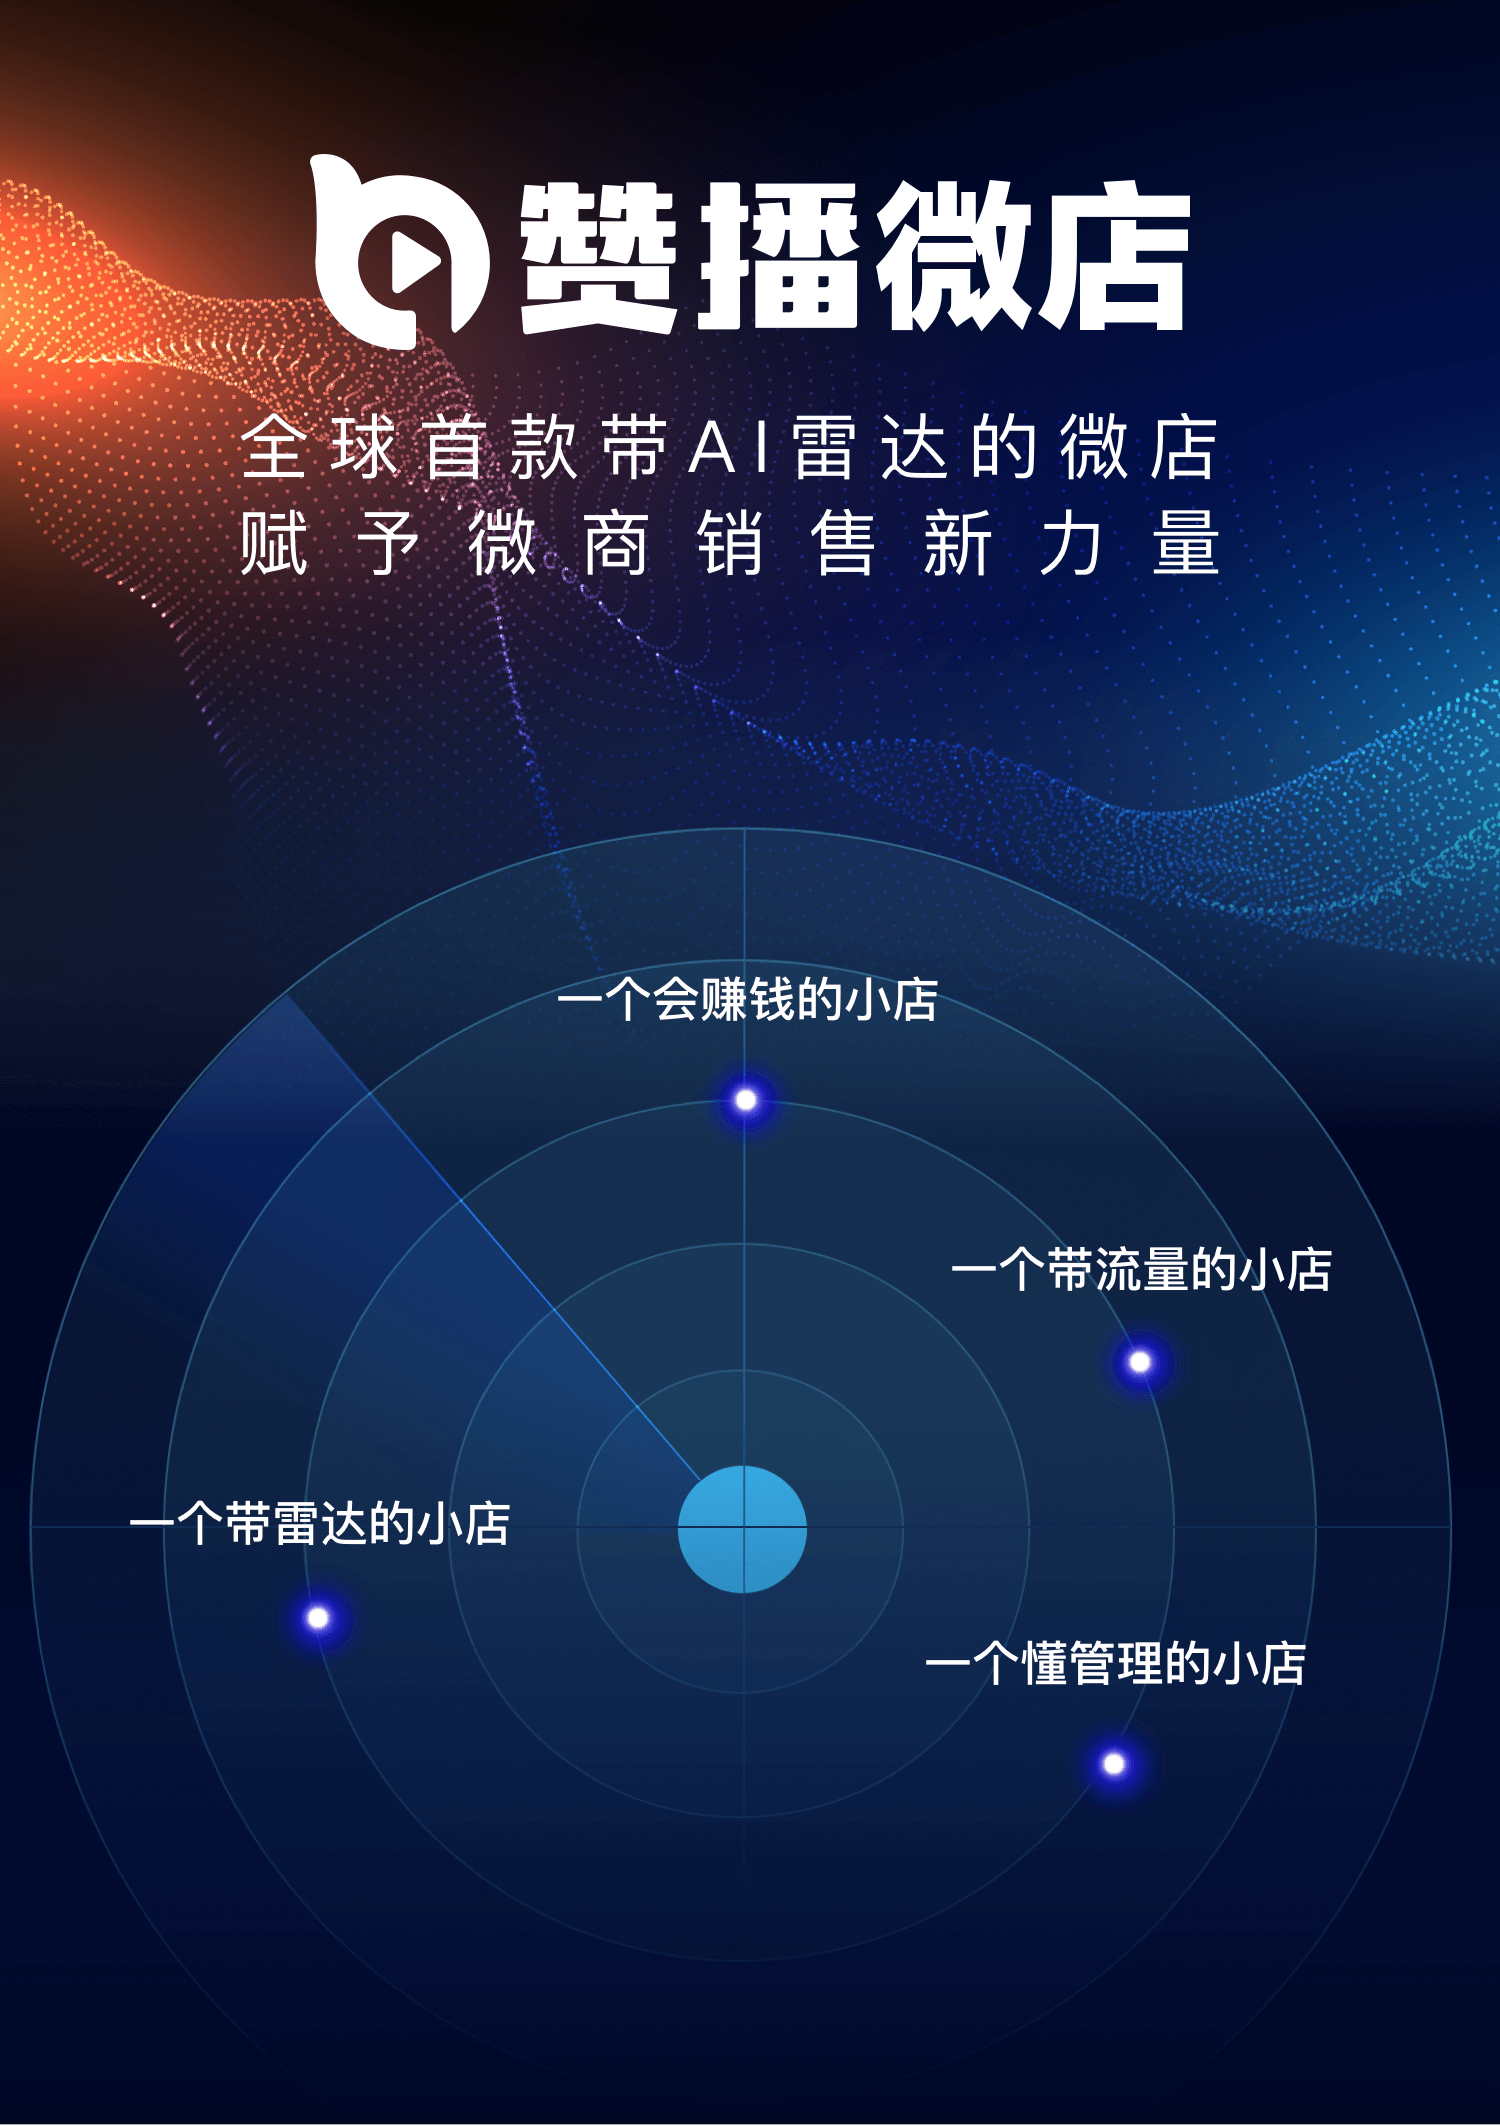 赞播微店
全球首款带AI雷达的微店
赋予微商销售新力量
一个会赚钱的小店
一个带流量的小店
一个带雷达的小店
一个懂管理的小店